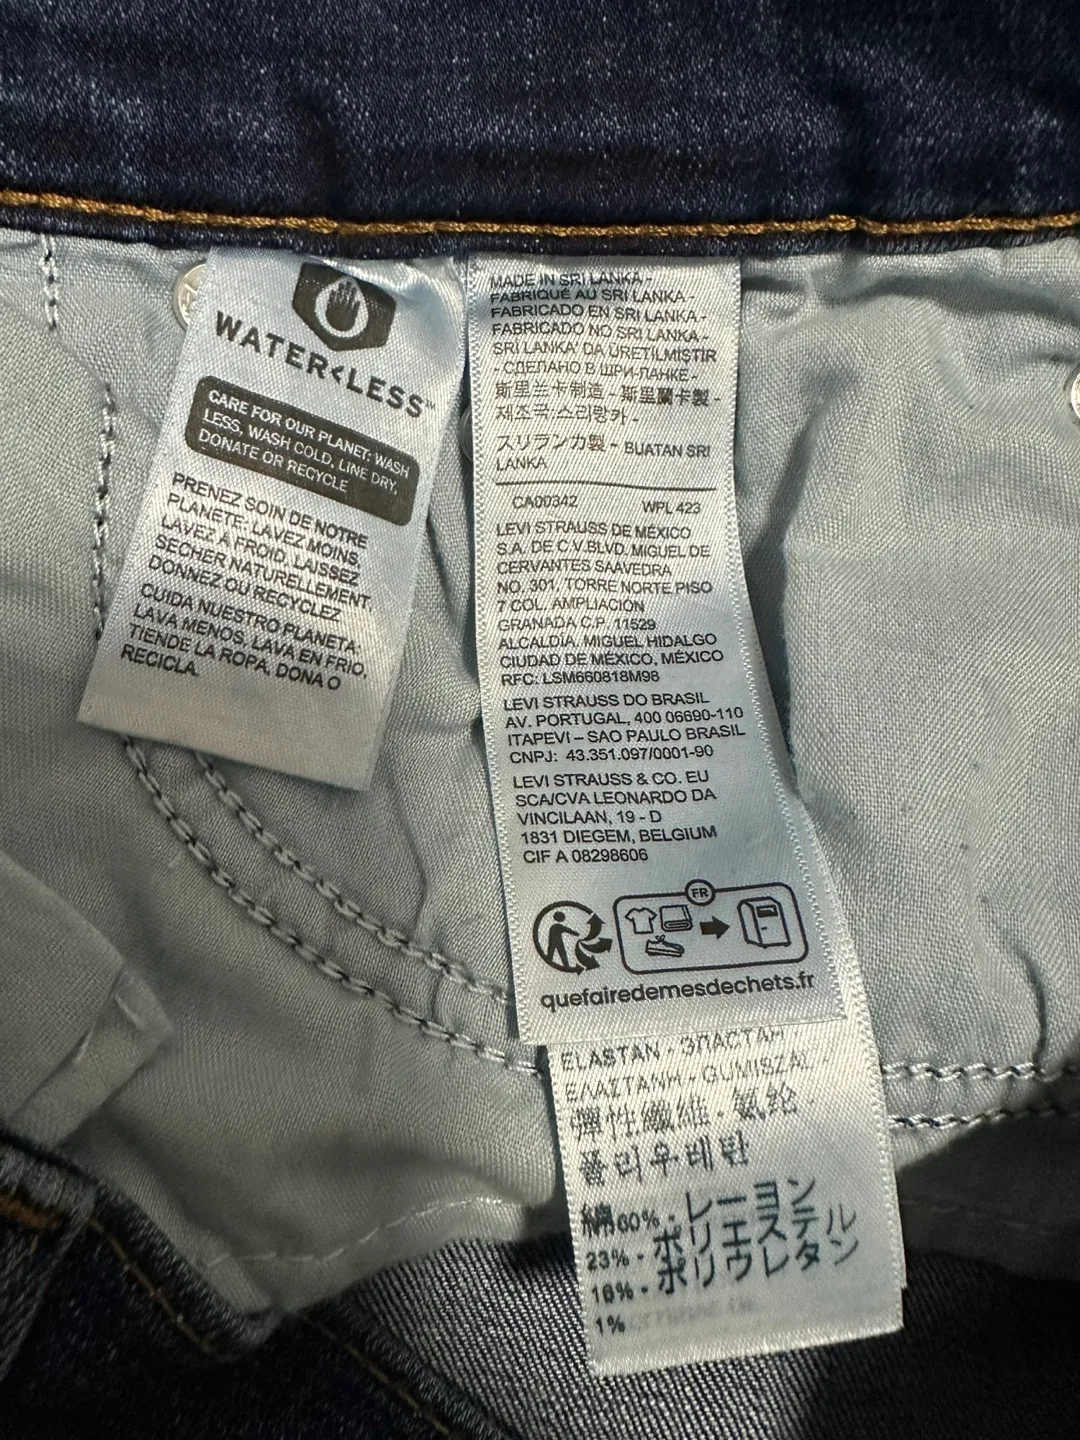 WATER<LESS™
CARE FOR OUR PLANET: WASH
LESS, WASH COLD, LINE DRY,
DONATE OR RECYCLE
PRENEZ SOIN DE NOTRE
PLANETE: LAVEZ MOINS,
LAVEZ À FROID, LAISSEZ
SECHER NATURELLEMENT,
DONNEZ OU RECYCLEZ
CUIDA NUESTRO PLANETA:
LAVA MENOS, LAVA EN FRIO,
TIENDE LA ROPA, DONA O
RECICLA.
MADE IN SRI LANKA -
FABRIQUÉ AU SRI LANKA -
FABRICADO EN SRI LANKA -
FABRICADO NO SRI LANKA -
SRİ LANKA' DA ÜRETİLMİŞTİR
- СДЕЛАНО В ШРИ-ЛАНКЕ -
斯里兰卡制造 - 斯里蘭卡製 -
제조국:스리랑카 -
スリランカ製 - BUATAN SRI
LANKA
CA00342 WPL 423
LEVI STRAUSS DE MÉXICO
S.A. DE C.V.BLVD. MIGUEL DE
CERVANTES SAAVEDRA
NO. 301, TORRE NORTE PISO
7 COL. AMPLIACIÓN
GRANADA C.P. 11529
ALCALDÍA. MIGUEL HIDALGO
CIUDAD DE MÉXICO, MÉXICO
RFC: LSM660818M98
LEVI STRAUSS DO BRASIL
AV. PORTUGAL, 400 06690-110
ITAPEVI – SAO PAULO BRASIL
CNPJ: 43.351.097/0001-90
LEVI STRAUSS & CO. EU
SCA/CVA LEONARDO DA
VINCILAAN, 19 - D
1831 DIEGEM, BELGIUM
CIF A 08298606
FR
quefairedemesdechets.fr
ELASTAN - ЭЛАСТАН
ΕΛΑΣΤΑΝΗ - GUMISZÁL -
彈性纖維 - 氨纶 -
폴리우레탄
綿60% - レーヨン
23% - ポリエステル
16% - ポリウレタン
1%